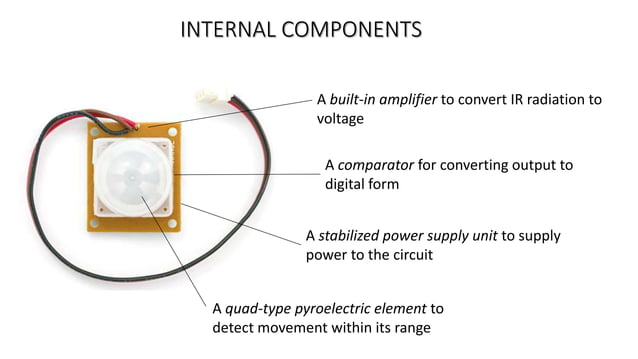 INTERNAL COMPONENTS
A built-in amplifier to convert IR radiation to
voltage
A comparator for converting output to
digital form
A stabilized power supply unit to supply
power to the circuit
A quad-type pyroelectric element to
detect movement within its range